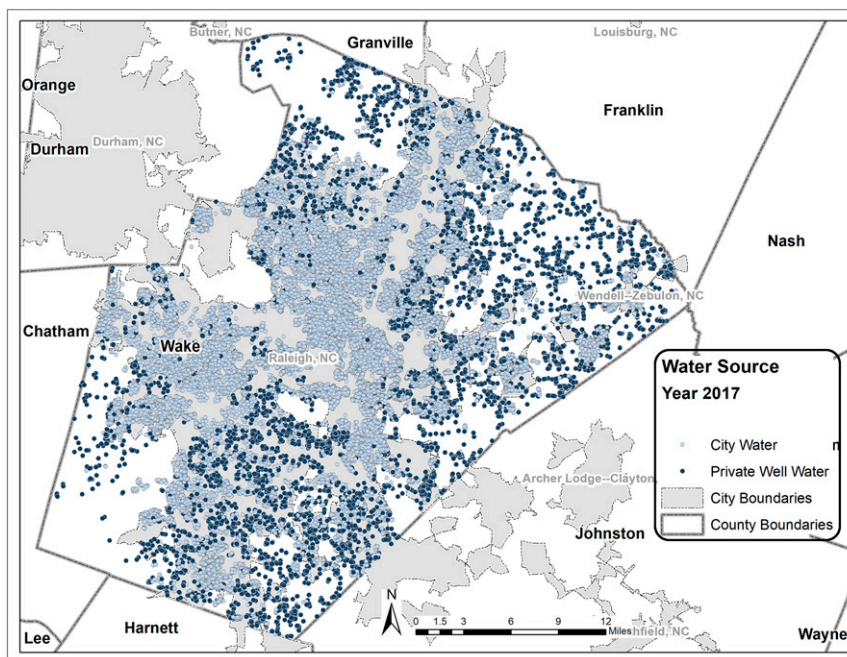 Butner, NC
Granville
Louisburg, NC
Orange
Franklin
Durham
Durham, NC
Nash
Wendell–Zebulon, NC
Chatham
Wake
Raleigh, NC
Water Source
Year 2017
City Water
n
Private Well Water
City Boundaries
County Boundaries
Archer Lodge–Clayton
Johnston
N
0 1.5 3 6 9 12
Miles
hfield, NC
Lee
Harnett
Wayne